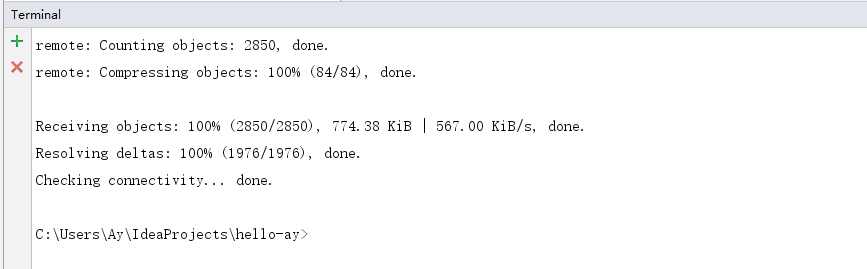 Terminal
remote: Counting objects: 2850, done.
remote: Compressing objects: 100% (84/84), done.
Receiving objects: 100% (2850/2850), 774.38 KiB | 567.00 KiB/s, done.
Resolving deltas: 100% (1976/1976), done.
Checking connectivity... done.
C:\Users\Ay\IdeaProjects\hello-ay>